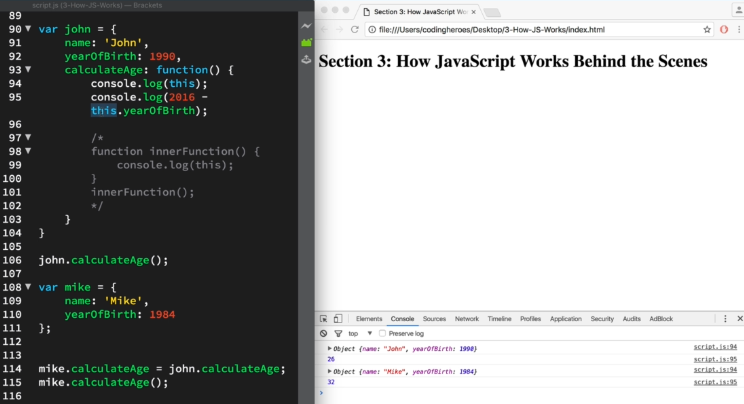 script.js (3-How-JS-Works) — Brackets
89
90 var john = {
91 name: 'John',
92 yearOfBirth: 1990,
93 calculateAge: function() {
94 console.log(this);
95 console.log(2016 -
this.yearOfBirth);
96
97 /*
98 function innerFunction() {
99 console.log(this);
100 }
101 innerFunction();
102 */
103 }
104 }
105
106 john.calculateAge();
107
108 var mike = {
109 name: 'Mike',
110 yearOfBirth: 1984
111 };
112
113
114 mike.calculateAge = john.calculateAge;
115 mike.calculateAge();
116
Section 3: How JavaScript Wo
file:///Users/codingheroes/Desktop/3-How-JS-Works/index.html
Section 3: How JavaScript Works Behind the Scenes
Elements Console Sources Network Timeline Profiles Application Security Audits AdBlock
top Preserve log
Object {name: "John", yearOfBirth: 1990} script.js:94
26 script.js:95
Object {name: "Mike", yearOfBirth: 1984} script.js:94
32 script.js:95